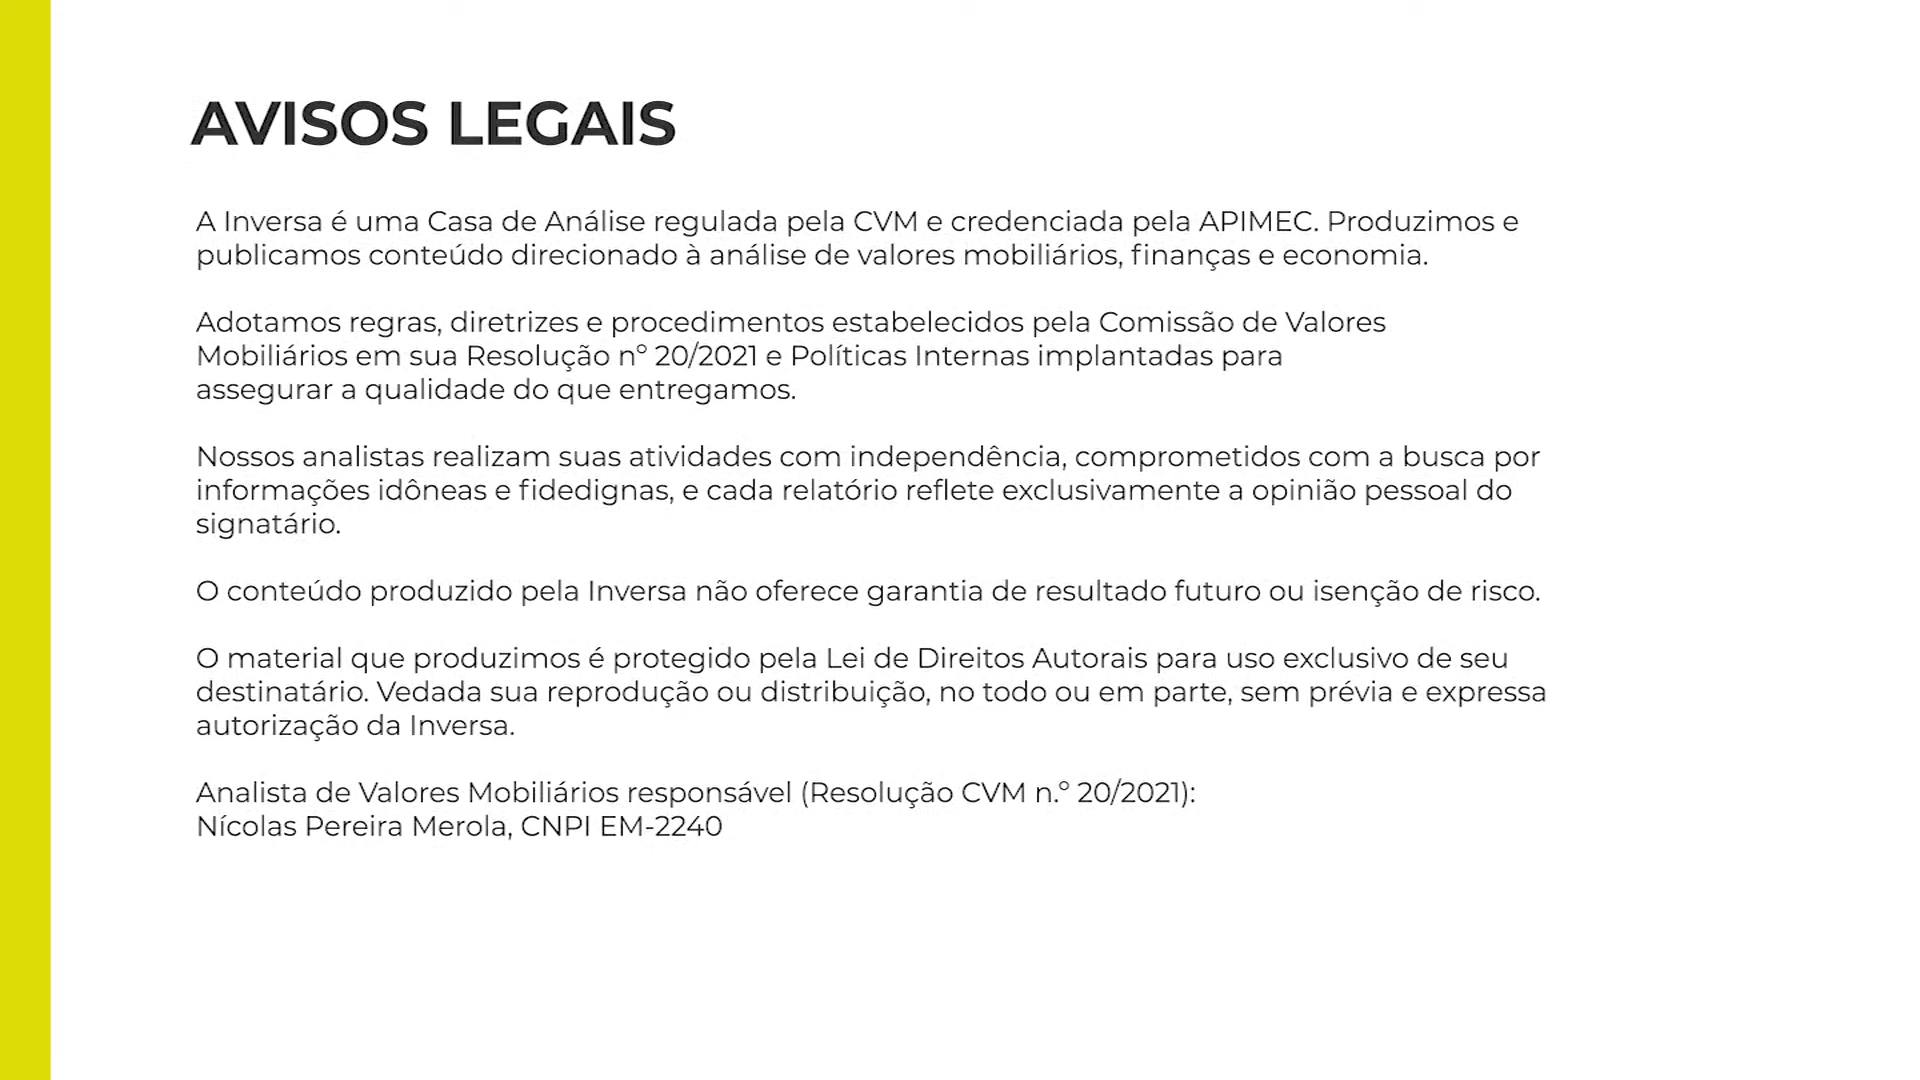 AVISOS LEGAIS
A Inversa é uma Casa de Análise regulada pela CVM e credenciada pela APIMEC. Produzimos e
publicamos conteúdo direcionado à análise de valores mobiliários, finanças e economia.
Adotamos regras, diretrizes e procedimentos estabelecidos pela Comissão de Valores
Mobiliários em sua Resolução nº 20/2021 e Políticas Internas implantadas para
assegurar a qualidade do que entregamos.
Nossos analistas realizam suas atividades com independência, comprometidos com a busca por
informações idôneas e fidedignas, e cada relatório reflete exclusivamente a opinião pessoal do
signatário.
O conteúdo produzido pela Inversa não oferece garantia de resultado futuro ou isenção de risco.
O material que produzimos é protegido pela Lei de Direitos Autorais para uso exclusivo de seu
destinatário. Vedada sua reprodução ou distribuição, no todo ou em parte, sem prévia e expressa
autorização da Inversa.
Analista de Valores Mobiliários responsável (Resolução CVM n.º 20/2021):
Nícolas Pereira Merola, CNPI EM-2240